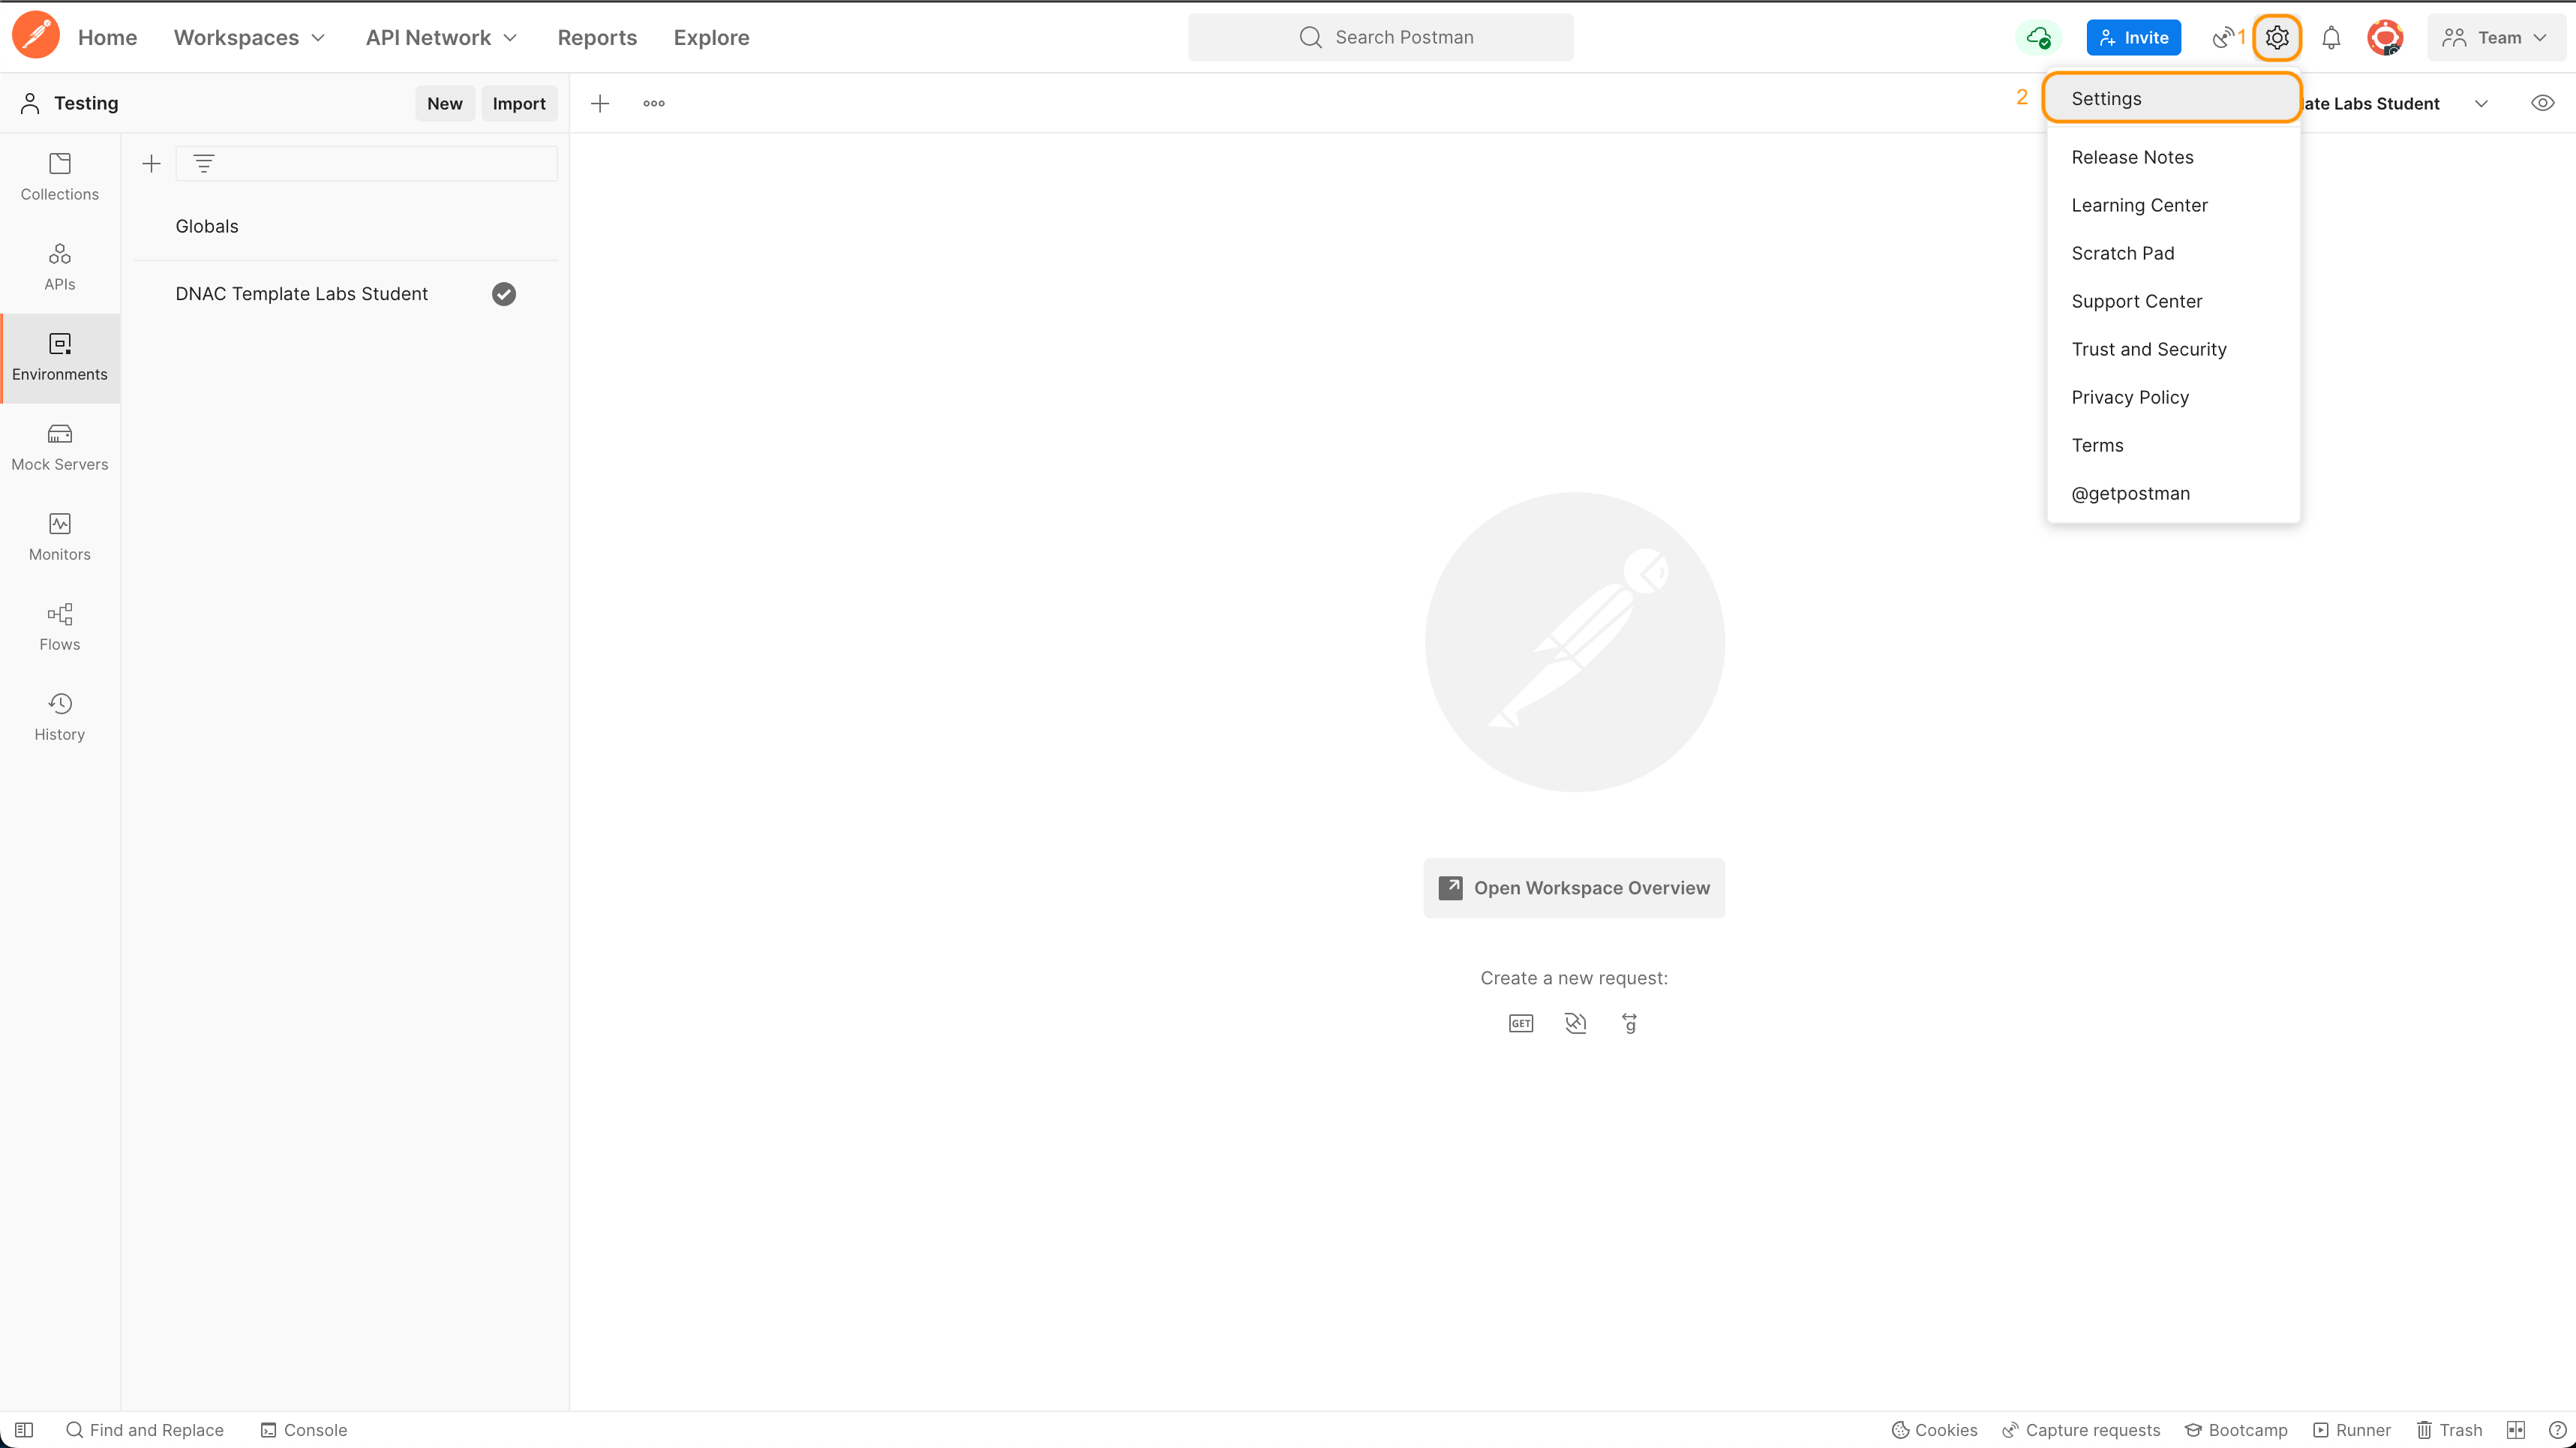 Home Workspaces API Network Reports Explore Search Postman Invite 1 Team
Testing New Import 2 Settings ate Labs Student
Collections
APIs
Environments
Mock Servers
Monitors
Flows
History
Globals
DNAC Template Labs Student
Release Notes
Learning Center
Scratch Pad
Support Center
Trust and Security
Privacy Policy
Terms
@getpostman
Open Workspace Overview
Create a new request:
GET g
Find and Replace Console Cookies Capture requests Bootcamp Runner Trash ?